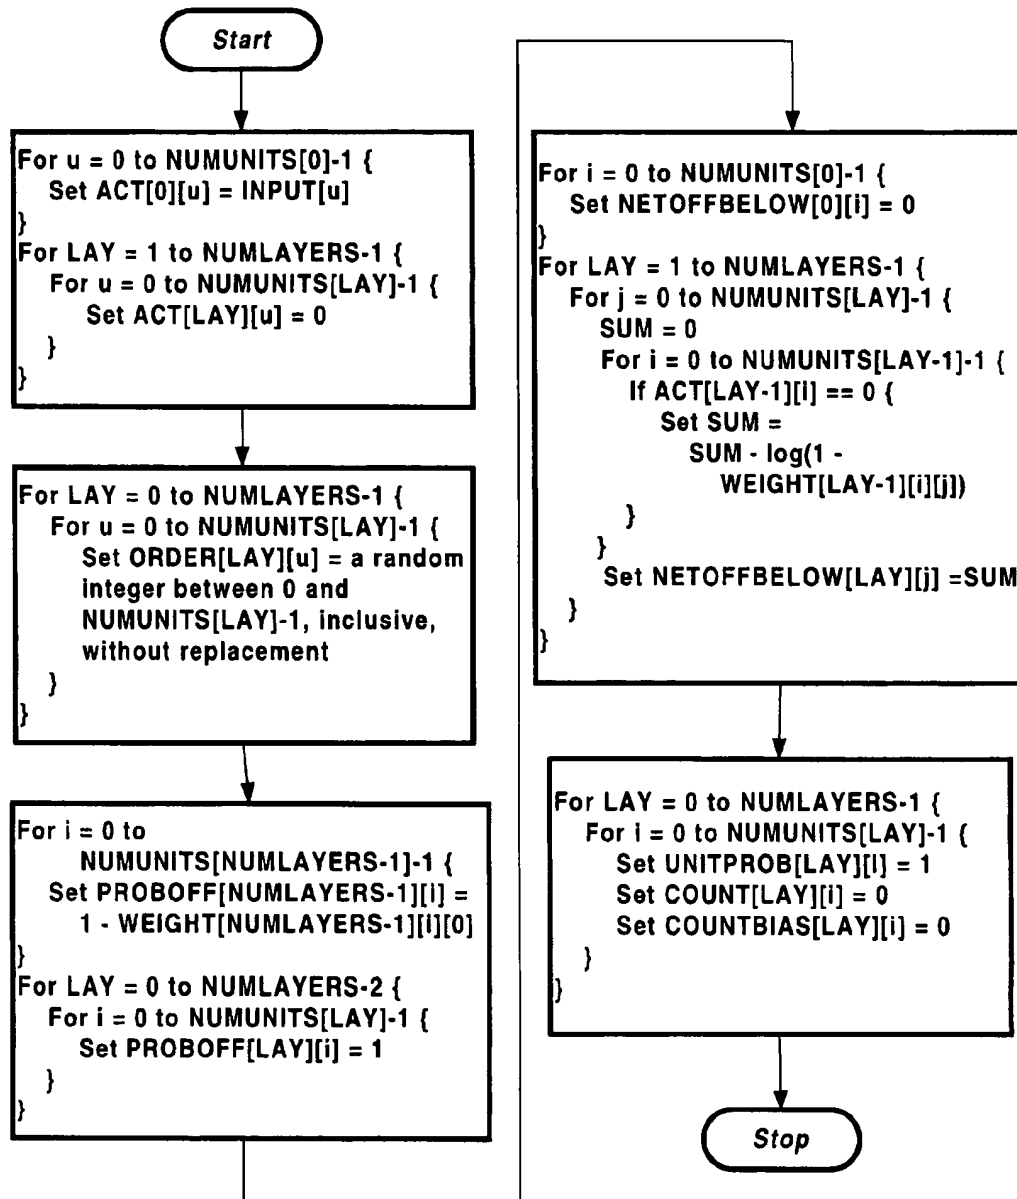 Start
For u = 0 to NUMUNITS[0]-1 {
Set ACT[0][u] = INPUT[u]
}
For LAY = 1 to NUMLAYERS-1 {
For u = 0 to NUMUNITS[LAY]-1 {
Set ACT[LAY][u] = 0
}
}
For LAY = 0 to NUMLAYERS-1 {
For u = 0 to NUMUNITS[LAY]-1 {
Set ORDER[LAY][u] = a random
integer between 0 and
NUMUNITS[LAY]-1, inclusive,
without replacement
}
}
For i = 0 to
NUMUNITS[NUMLAYERS-1]-1 {
Set PROBOFF[NUMLAYERS-1][i] =
1 - WEIGHT[NUMLAYERS-1][i][0]
}
For LAY = 0 to NUMLAYERS-2 {
For i = 0 to NUMUNITS[LAY]-1 {
Set PROBOFF[LAY][i] = 1
}
}
For i = 0 to NUMUNITS[0]-1 {
Set NETOFFBELOW[0][i] = 0
}
For LAY = 1 to NUMLAYERS-1 {
For j = 0 to NUMUNITS[LAY]-1 {
SUM = 0
For i = 0 to NUMUNITS[LAY-1]-1 {
If ACT[LAY-1][i] == 0 {
Set SUM =
SUM - log(1 -
WEIGHT[LAY-1][i][j])
}
}
Set NETOFFBELOW[LAY][j] =SUM
}
}
For LAY = 0 to NUMLAYERS-1 {
For i = 0 to NUMUNITS[LAY]-1 {
Set UNITPROB[LAY][i] = 1
Set COUNT[LAY][i] = 0
Set COUNTBIAS[LAY][i] = 0
}
}
Stop